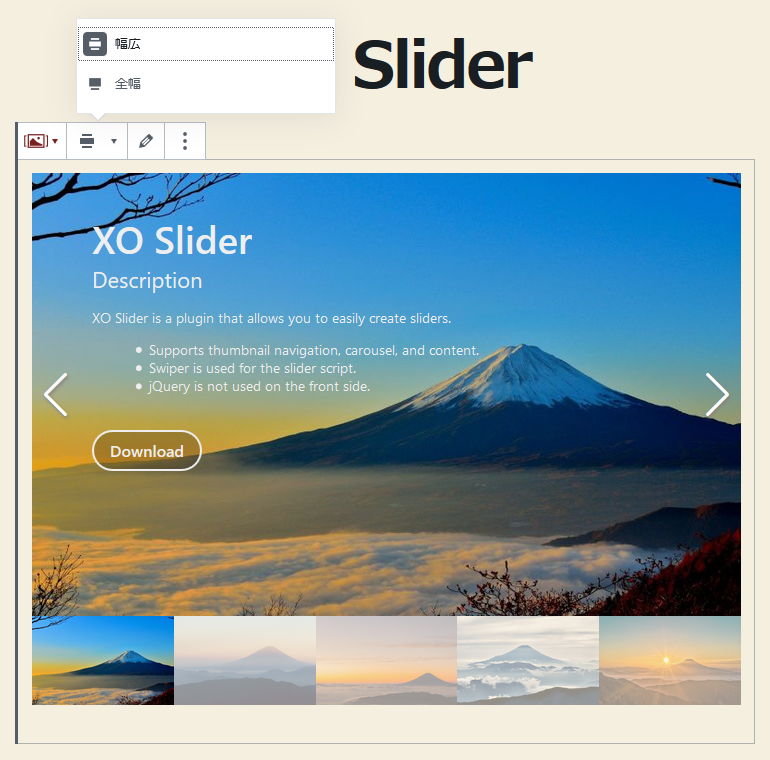 幅広
全幅
Slider
XO Slider
Description
XO Slider is a plugin that allows you to easily create sliders.
Supports thumbnail navigation, carousel, and content.
Swiper is used for the slider script.
jQuery is not used on the front side.
Download